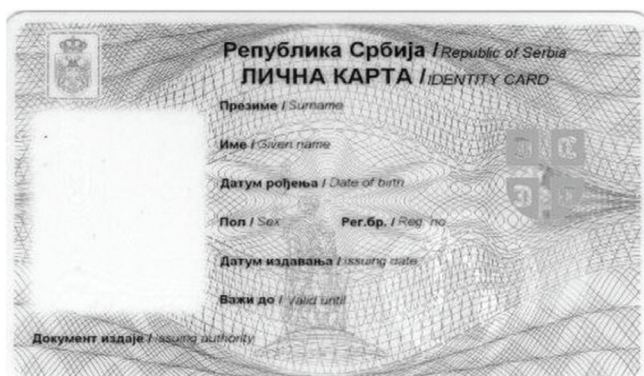 Република Србија / Republic of Serbia
ЛИЧНА КАРТА / IDENTITY CARD
Презиме / Surname
Име / Given name
Датум рођења / Date of birth
Пол / Sex Рег.бр. / Reg. no
Датум издавања / Issuing date
Важи до / Valid until
Документ издаје / Issuing authority